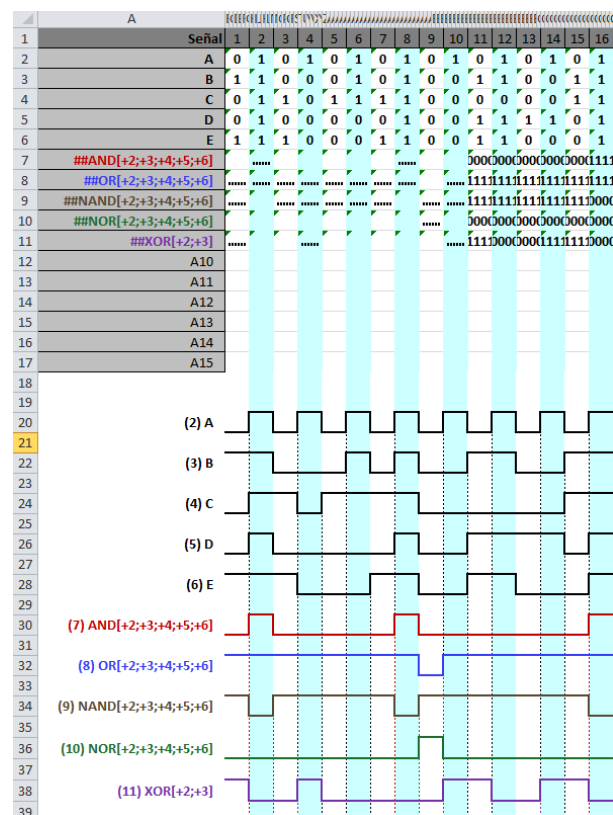 A
1 Señal 1 2 3 4 5 6 7 8 9 10 11 12 13 14 15 16
2 A 0 1 0 1 0 1 0 1 0 1 0 1 0 1 0 1
3 B 1 1 0 0 0 1 0 1 0 0 1 1 0 0 1 1
4 C 0 1 1 0 1 1 1 1 0 0 0 0 0 0 1 1
5 D 0 1 0 0 0 0 0 1 0 0 1 1 1 1 0 1
6 E 1 1 1 0 0 0 1 1 0 0 1 1 0 0 0 1
7 ##AND[+2;+3;+4;+5;+6]
8 ##OR[+2;+3;+4;+5;+6]
9 ##NAND[+2;+3;+4;+5;+6]
10 ##NOR[+2;+3;+4;+5;+6]
11 ##XOR[+2;+3]
12 A10
13 A11
14 A12
15 A13
16 A14
17 A15
18
19
20 (2) A
21
22 (3) B
23
24 (4) C
25
26 (5) D
27
28 (6) E
29
30 (7) AND[+2;+3;+4;+5;+6]
31
32 (8) OR[+2;+3;+4;+5;+6]
33
34 (9) NAND[+2;+3;+4;+5;+6]
35
36 (10) NOR[+2;+3;+4;+5;+6]
37
38 (11) XOR[+2;+3]
39